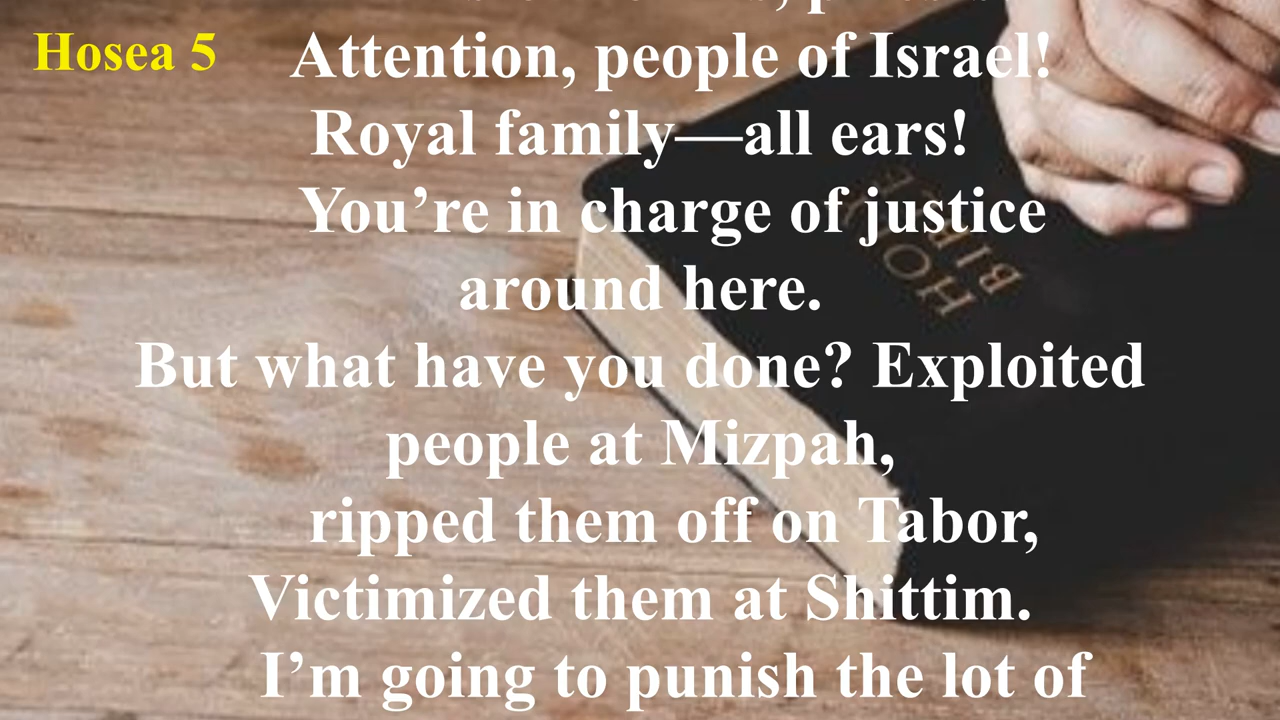 Hosea 5
Attention, people of Israel!
Royal family—all ears!
You’re in charge of justice
around here.
But what have you done? Exploited
people at Mizpah,
ripped them off on Tabor,
Victimized them at Shittim.
I’m going to punish the lot of
HOLY
BIBLE